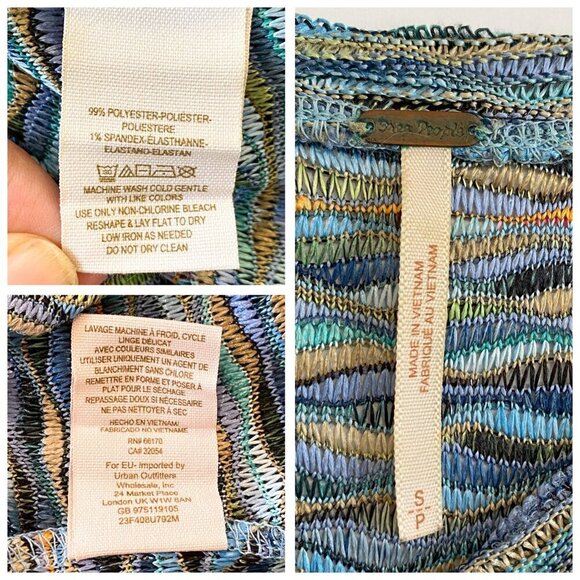 99% POLYESTER-POLIÉSTER-
POLIESTERE
1% SPANDEX-ÉLASTHANNE-
ELASTANO-ELASTAN
MACHINE WASH COLD GENTLE
WITH LIKE COLORS
USE ONLY NON-CHLORINE BLEACH
RESHAPE & LAY FLAT TO DRY
LOW IRON AS NEEDED
DO NOT DRY CLEAN
LAVAGE MACHINE À FROID, CYCLE
LINGE DÉLICAT
AVEC COULEURS SIMILAIRES
UTILISER UNIQUEMENT UN AGENT DE
BLANCHIMENT SANS CHLORE
REMETTRE EN FORME ET POSER À
PLAT POUR LE SÉCHAGE
REPASSAGE DOUX SI NÉCESSAIRE
NE PAS NETTOYER À SEC
HECHO EN VIETNAM/
FABRICADO NO VIETNAME
RN# 66170
CA# 32054
For EU- Imported by
Urban Outfitters
Wholesale, Inc
24 Market Place
London UK W1W 8AN
GB 975119105
23F408U792M
Free People
MADE IN VIETNAM
FABRIQUÉ AU VIETNAM
S
P